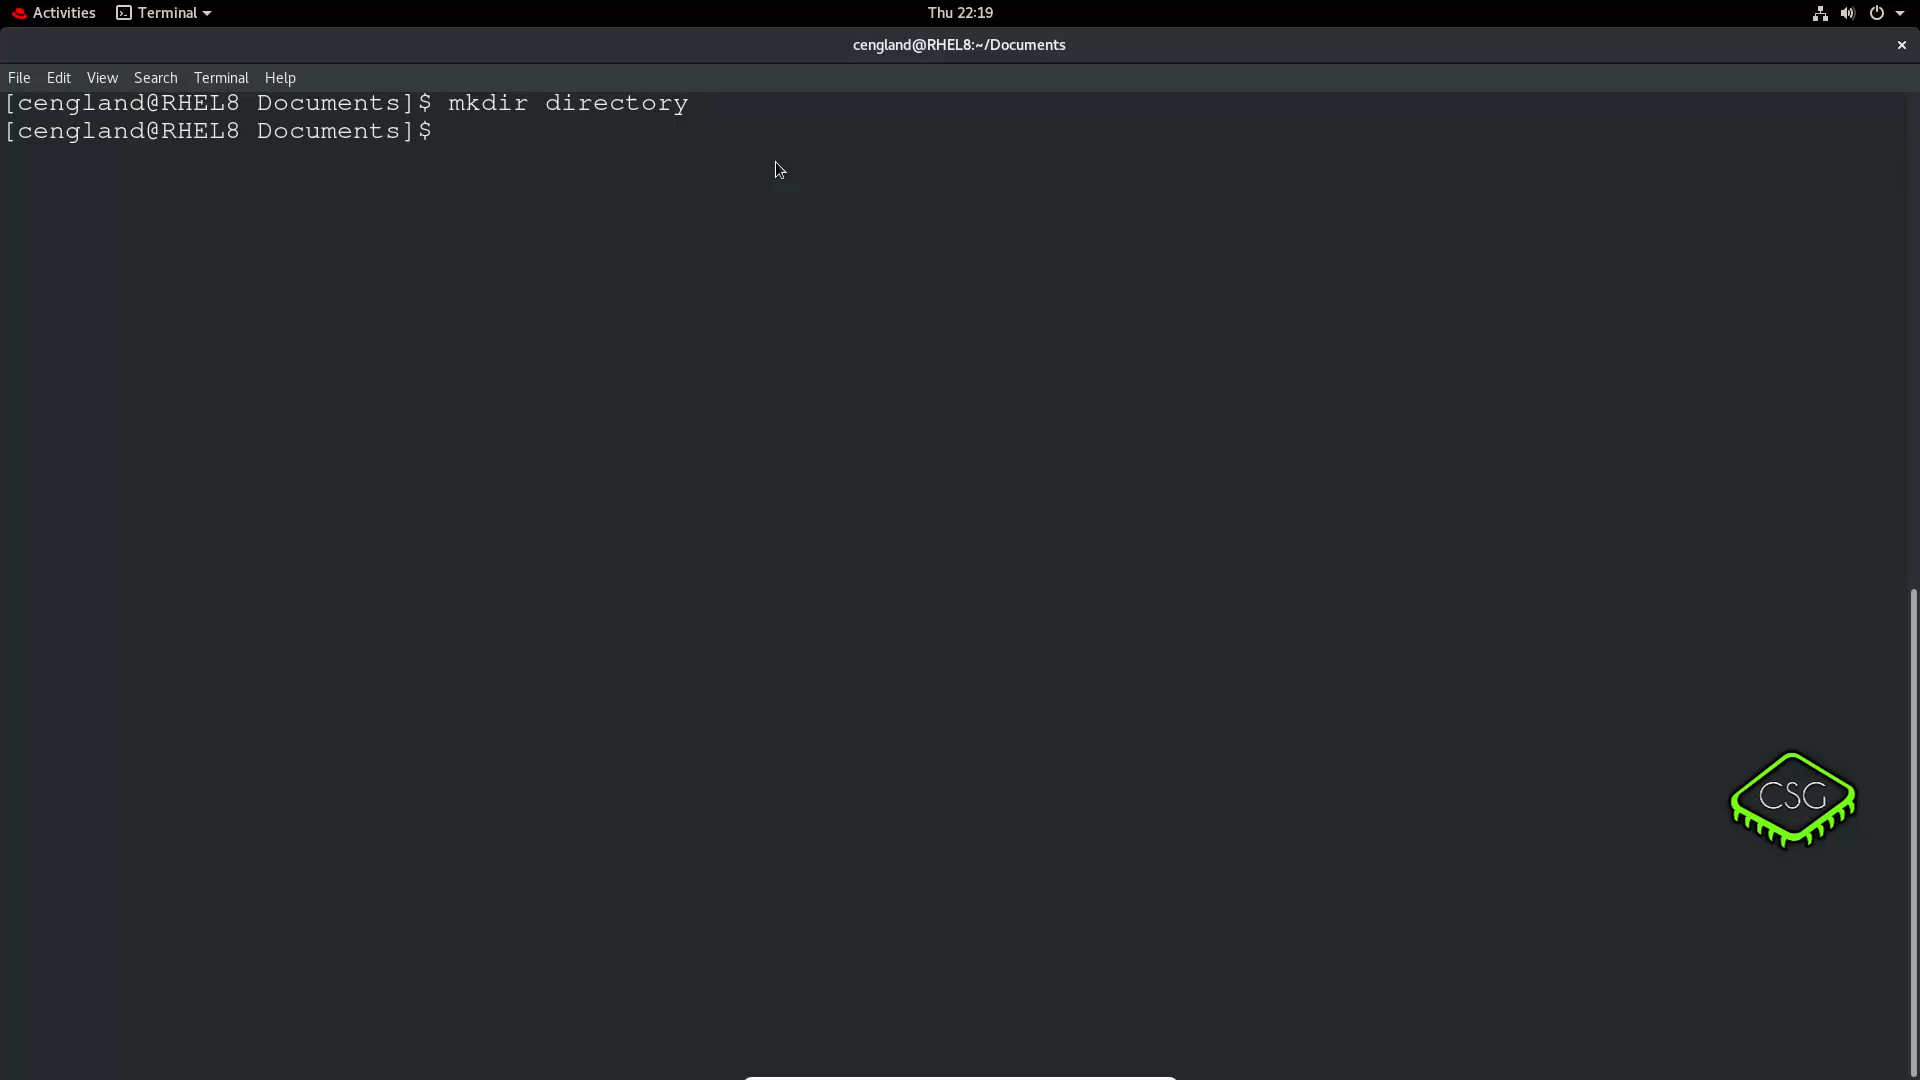 Activities Terminal Thu 22:19
cengland@RHEL8:~/Documents
File Edit View Search Terminal Help
[cengland@RHEL8 Documents]$ mkdir directory
[cengland@RHEL8 Documents]$
CSG